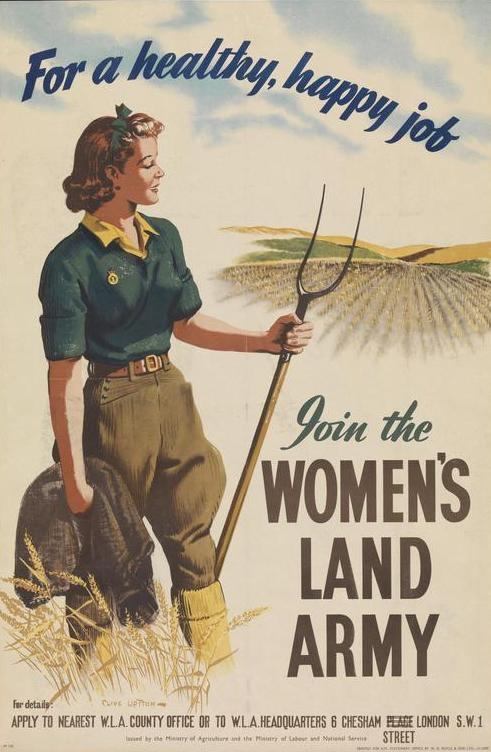 For a healthy, happy job
Join the
WOMEN'S
LAND
ARMY
CLIVE UPTON
For details:
APPLY TO NEAREST W.L.A. COUNTY OFFICE OR TO W.L.A. HEADQUARTERS 6 CHESHAM PLACE LONDON S.W.1
STREET
Issued by the Ministry of Agriculture and the Ministry of Labour and National Service